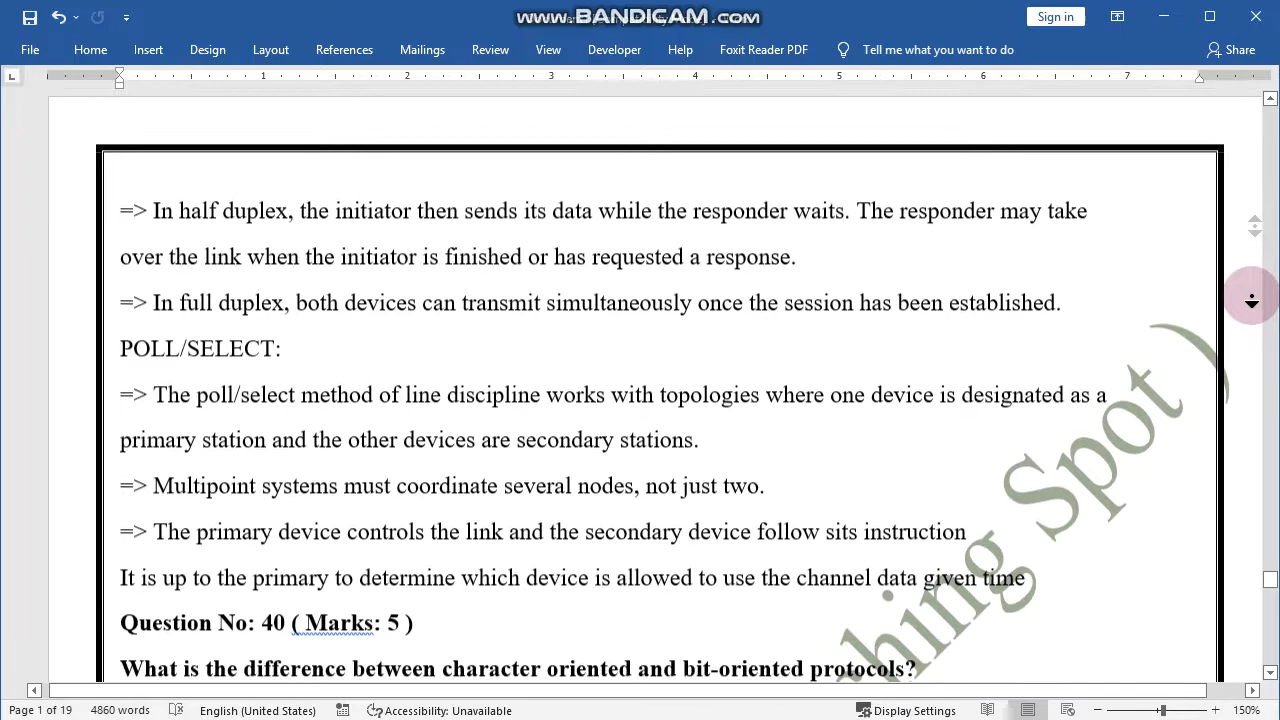 www.BANDICAM.com
Sign in
File Home Insert Design Layout References Mailings Review View Developer Help Foxit Reader PDF Tell me what you want to do Share
1 2 3 4 5 6 7
=> In half duplex, the initiator then sends its data while the responder waits. The responder may take
over the link when the initiator is finished or has requested a response.
=> In full duplex, both devices can transmit simultaneously once the session has been established.
POLL/SELECT:
=> The poll/select method of line discipline works with topologies where one device is designated as a
primary station and the other devices are secondary stations.
=> Multipoint systems must coordinate several nodes, not just two.
=> The primary device controls the link and the secondary device follow sits instruction
It is up to the primary to determine which device is allowed to use the channel data given time
Question No: 40 ( Marks: 5 )
What is the difference between character oriented and bit-oriented protocols?
hing Spot )
Page 1 of 19 4860 words English (United States) Accessibility: Unavailable Display Settings 150%